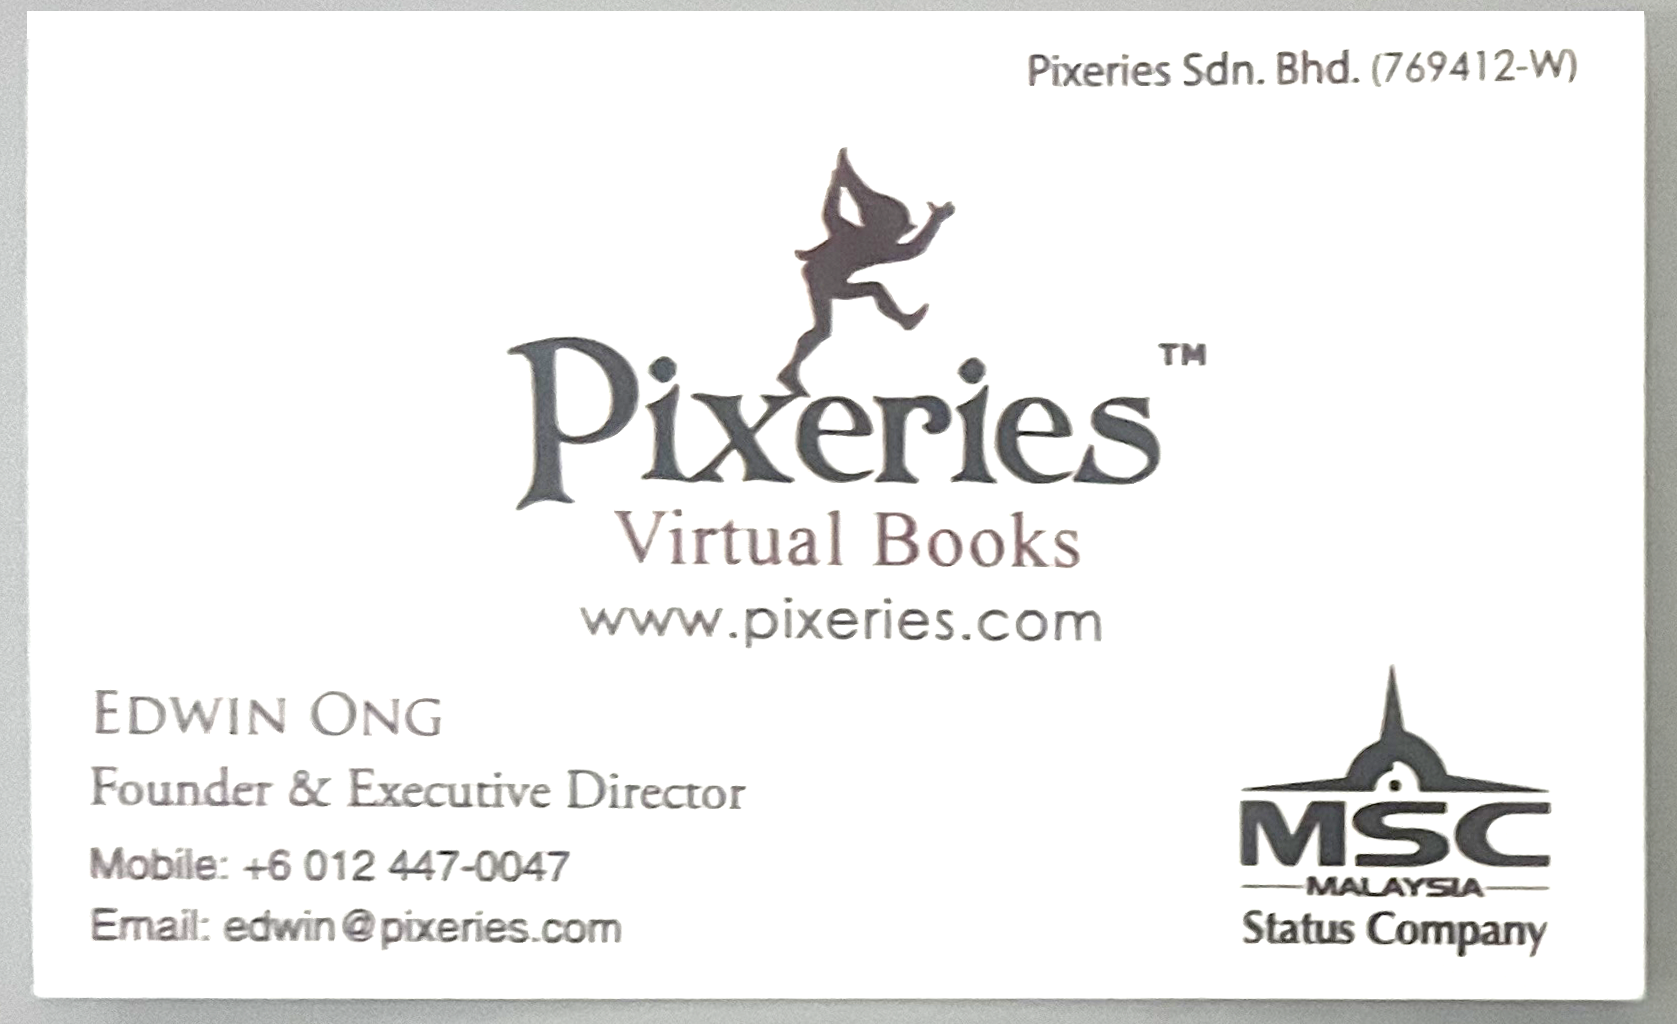 Pixeries Sdn. Bhd. (769412-W)
Pixeries™
Virtual Books
www.pixeries.com
EDWIN ONG
Founder & Executive Director
Mobile: +6 012 447-0047
Email: edwin@pixeries.com
MSC
MALAYSIA
Status Company